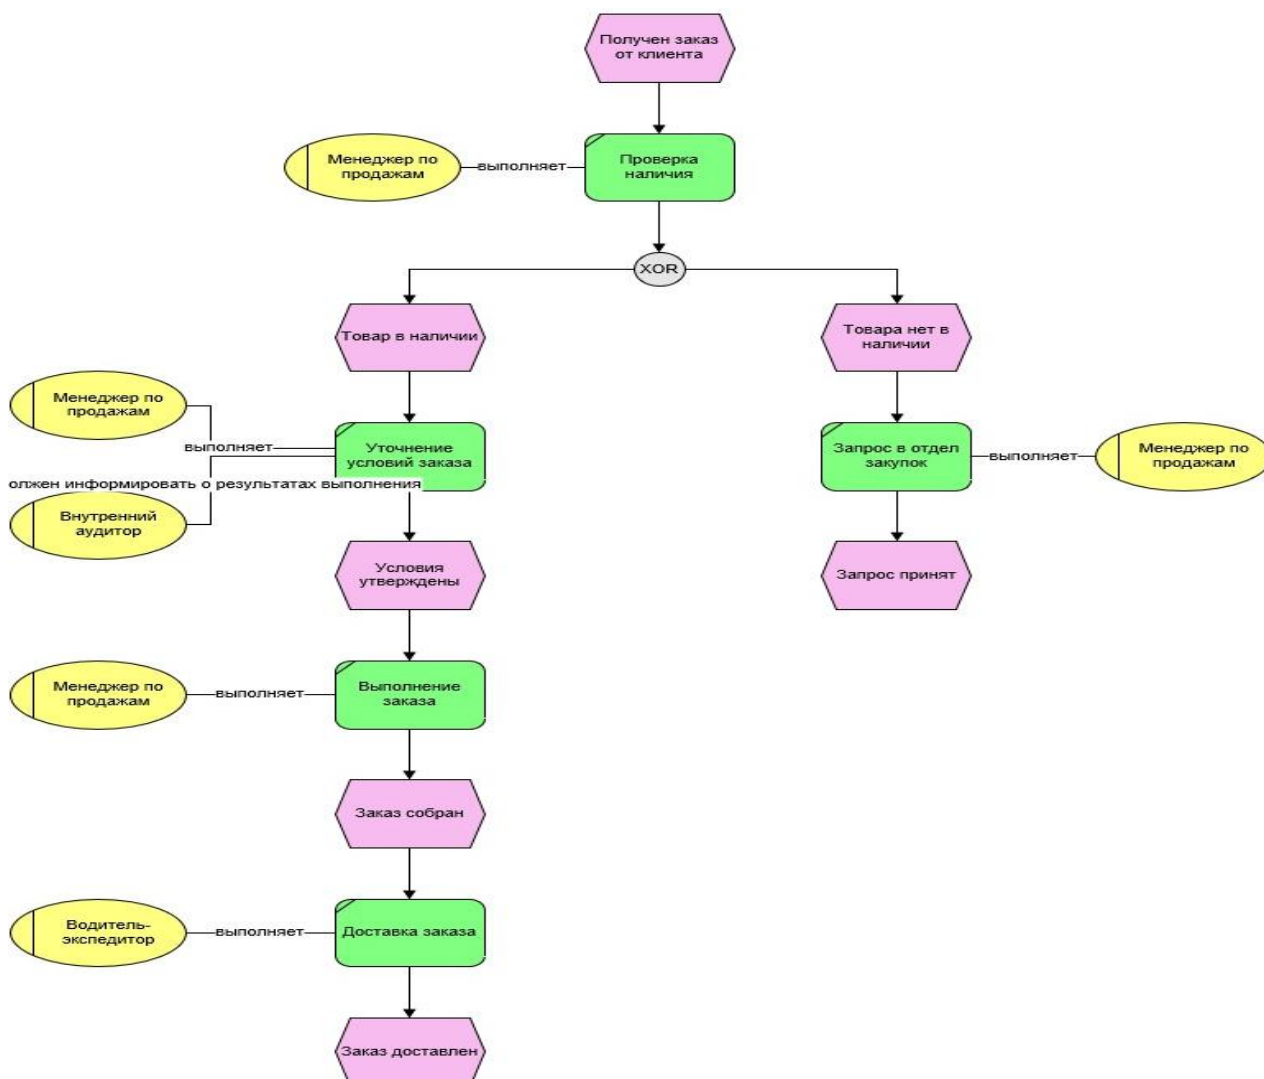 Получен заказ
от клиента
Менеджер по
продажам
выполняет
Проверка
наличия
XOR
Товар в наличии
Товара нет в
наличии
Менеджер по
продажам
выполняет
Уточнение
условий заказа
Запрос в отдел
закупок
выполняет
Менеджер по
продажам
олжен информировать о результатах выполнения
Внутренний
аудитор
Условия
утверждены
Запрос принят
Менеджер по
продажам
выполняет
Выполнение
заказа
Заказ собран
Водитель-
экспедитор
выполняет
Доставка заказа
Заказ доставлен